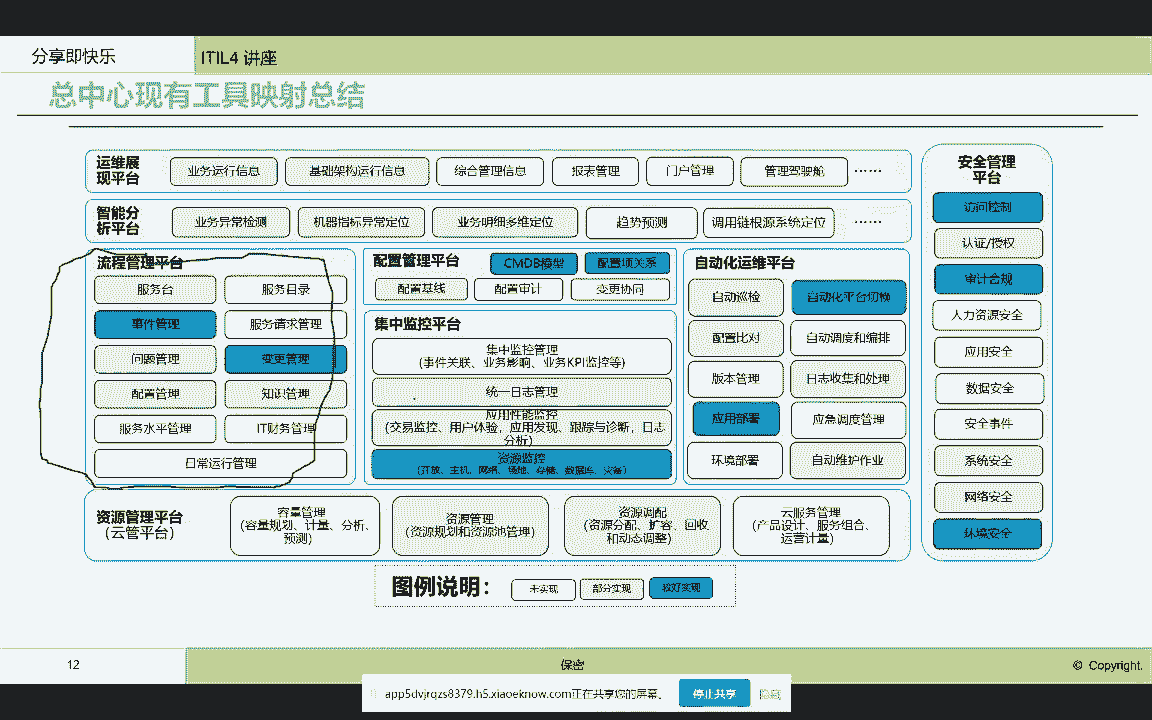 分享即快乐
ITIL4 讲座
总中心现有工具映射总结
运维展
现平台
业务运行信息
基础架构运行信息
综合管理信息
报表管理
门户管理
管理驾驶舱
······
智能分
析平台
业务异常检测
机器指标异常定位
业务明细多维定位
趋势预测
调用链根源系统定位
······
流程管理平台
服务台
服务目录
事件管理
服务请求管理
问题管理
变更管理
配置管理
知识管理
服务水平管理
IT财务管理
日常运行管理
配置管理平台
CMDB模型
配置项关系
配置基线
配置审计
变更协同
集中监控平台
集中监控管理
(事件关联、业务影响、业务KPI监控等)
统一日志管理
应用性能监控
(交易监控、用户体验，应用发现、跟踪与诊断，日志
分析)
资源监控
(开放、主机、网络、场地、存储、数据库、灾备)
自动化运维平台
自动巡检
自动化平台切换
配置比对
自动调度和编排
版本管理
日志收集和处理
应用部署
应急调度管理
环境部署
自动维护作业
资源管理平台
(云管平台)
容量管理
(容量规划、计量、分析、
预测)
资源管理
(资源规划和资源池管理)
资源调配
(资源分配、扩容、回收
和动态调整)
云服务管理
(产品设计、服务组合、
运营计量)
安全管理
平台
访问控制
认证/授权
审计合规
人力资源安全
应用安全
数据安全
安全事件
系统安全
网络安全
环境安全
图例说明：
未实现
部分实现
较好实现
12
保密
© Copyright.
app5dvjrqzs8379.h5.xiaoeknow.com正在共享您的屏幕。
停止共享
隐藏